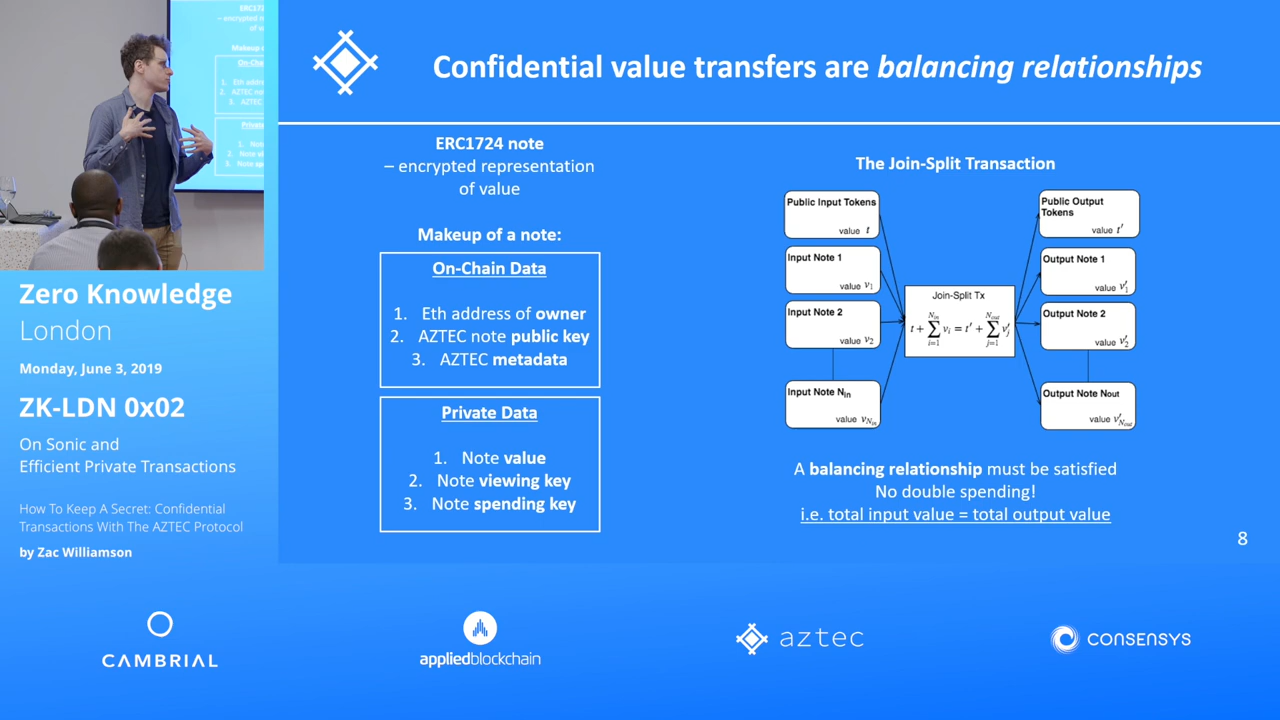 Confidential value transfers are balancing relationships
ERC1724 note
– encrypted representation
of value
Makeup of a note:
On-Chain Data
1. Eth address of owner
2. AZTEC note public key
3. AZTEC metadata
Private Data
1. Note value
2. Note viewing key
3. Note spending key
The Join-Split Transaction
Public Input Tokens
value t
Input Note 1
value v₁
Input Note 2
value v₂
Input Note Nin
value vNin
Join-Split Tx
t + ∑ᵢ₌₁^Nin vᵢ = t′ + ∑ⱼ₌₁^Nout v′ⱼ
Public Output
Tokens
value t′
Output Note 1
value v′₁
Output Note 2
value v′₂
Output Note Nout
value v′Nout
A balancing relationship must be satisfied
No double spending!
i.e. total input value = total output value
8
Zero Knowledge
London
Monday, June 3, 2019
ZK-LDN 0x02
On Sonic and
Efficient Private Transactions
How To Keep A Secret: Confidential
Transactions With The AZTEC Protocol
by Zac Williamson
CAMBRIAL
appliedblockchain
aztec
CONSENSYS